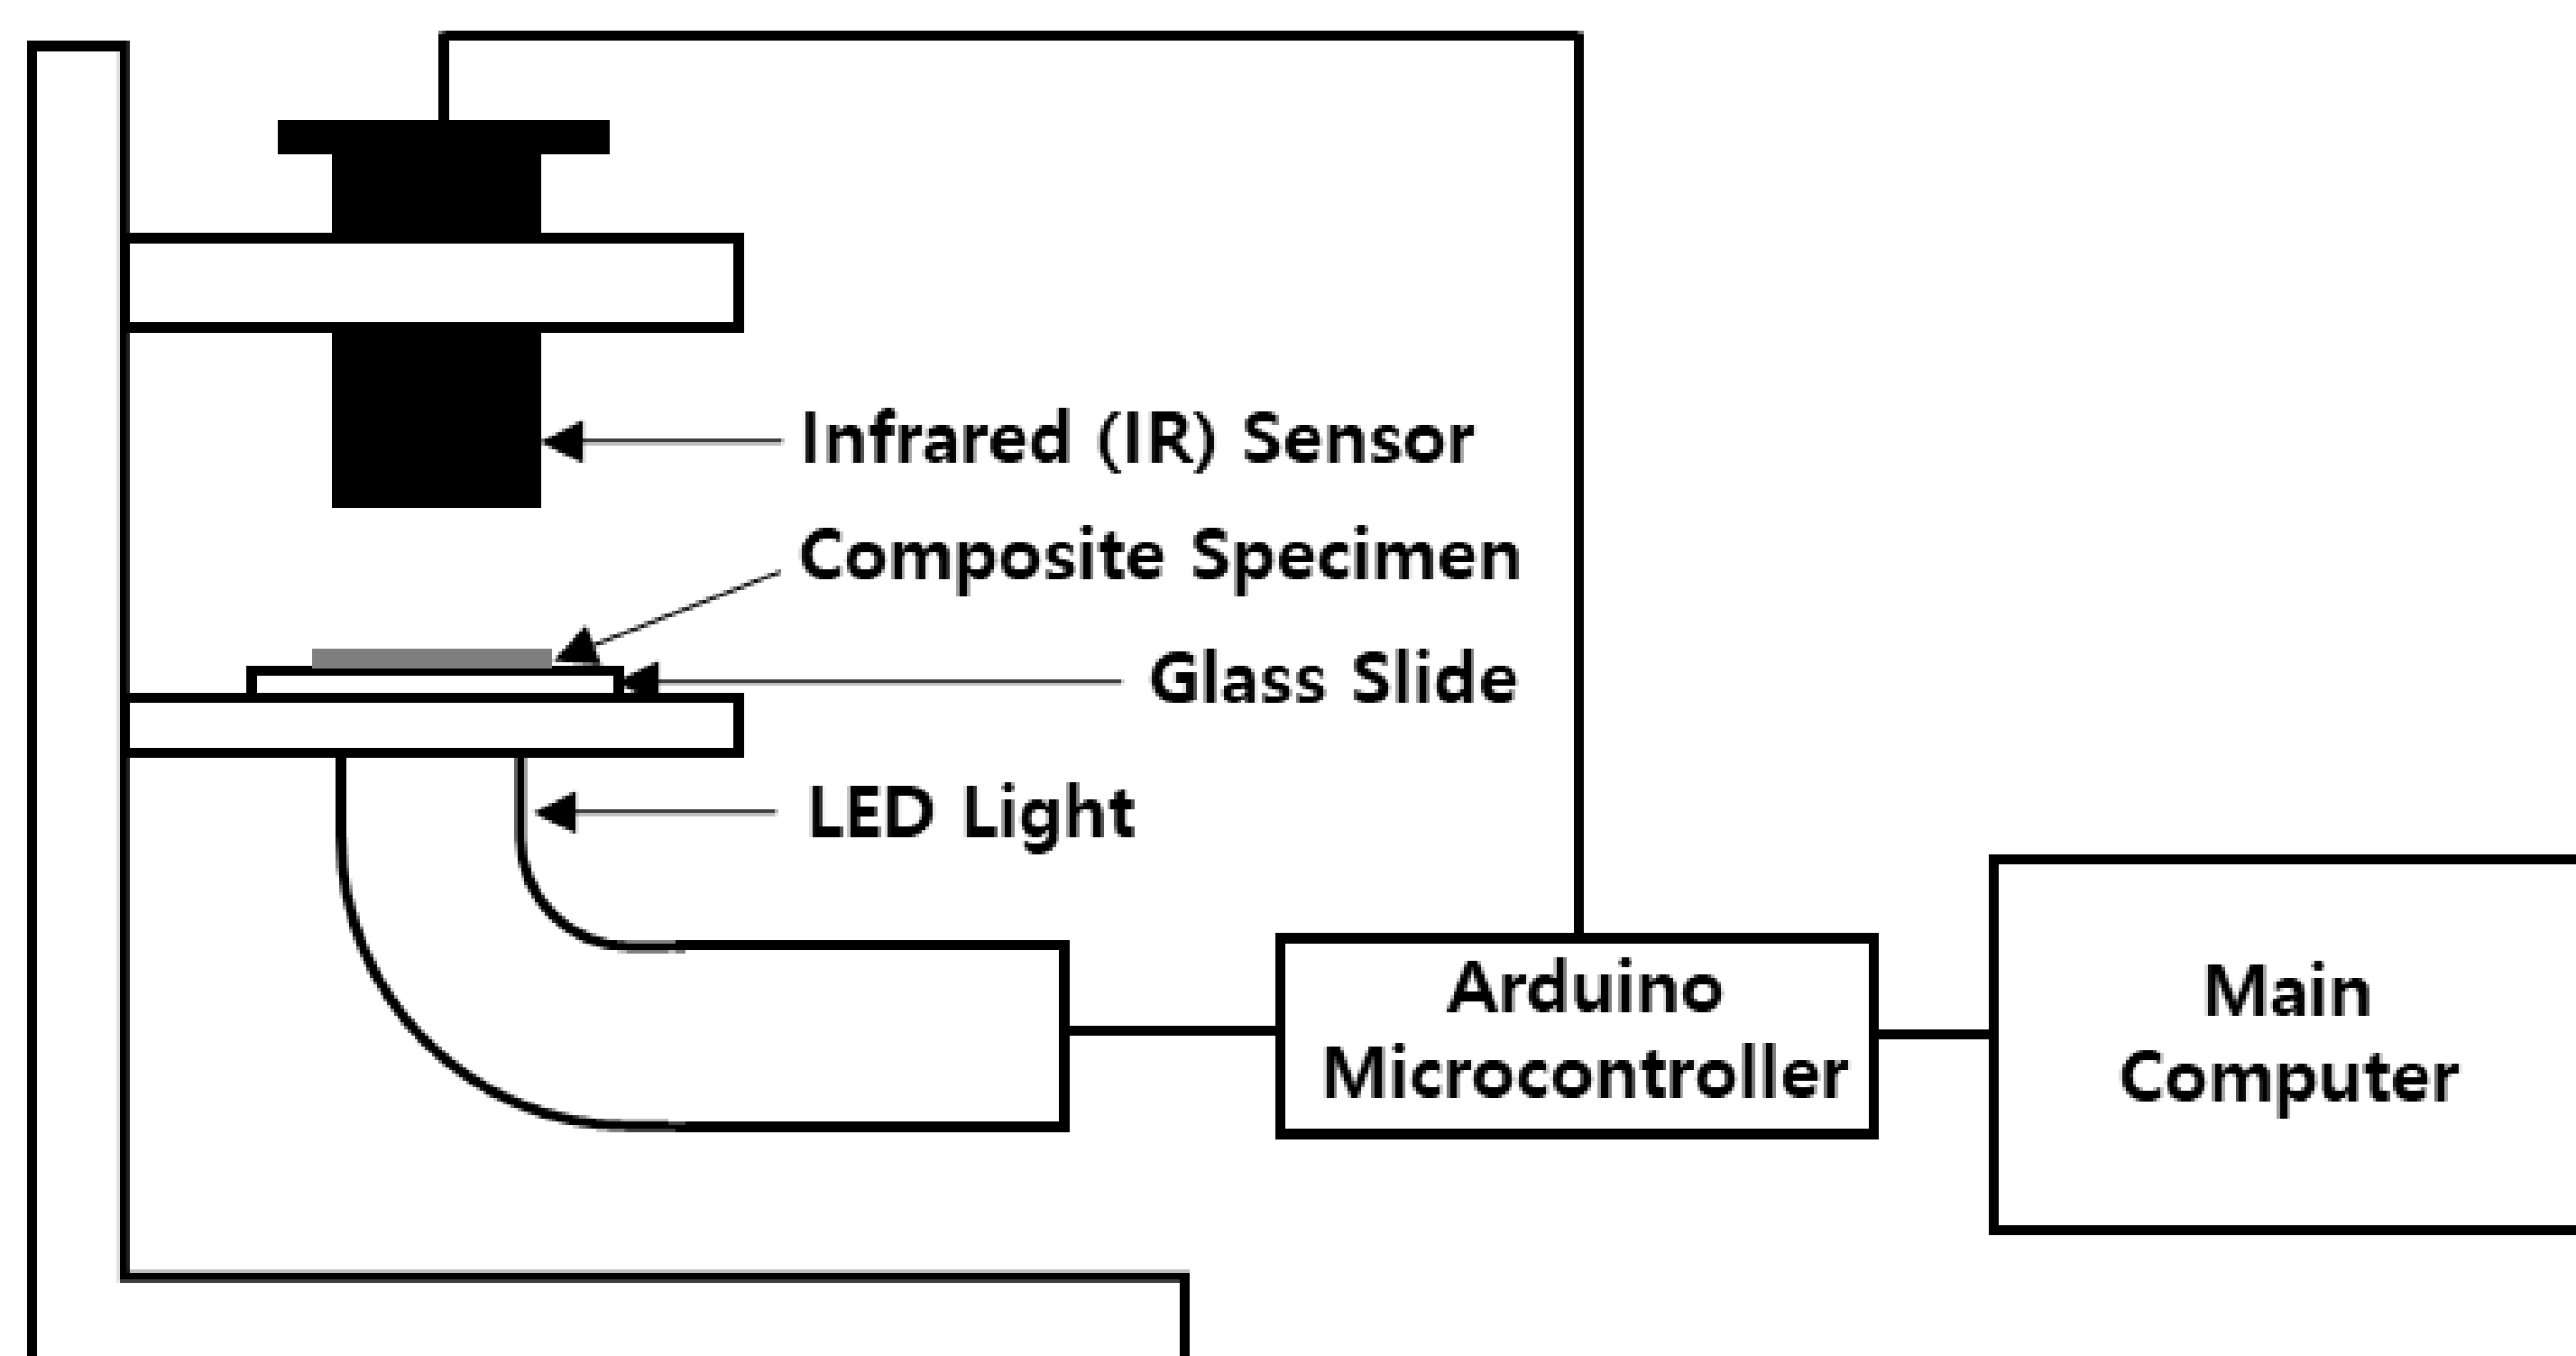 Infrared (IR) Sensor
Composite Specimen
Glass Slide
LED Light
Arduino
Microcontroller
Main
Computer